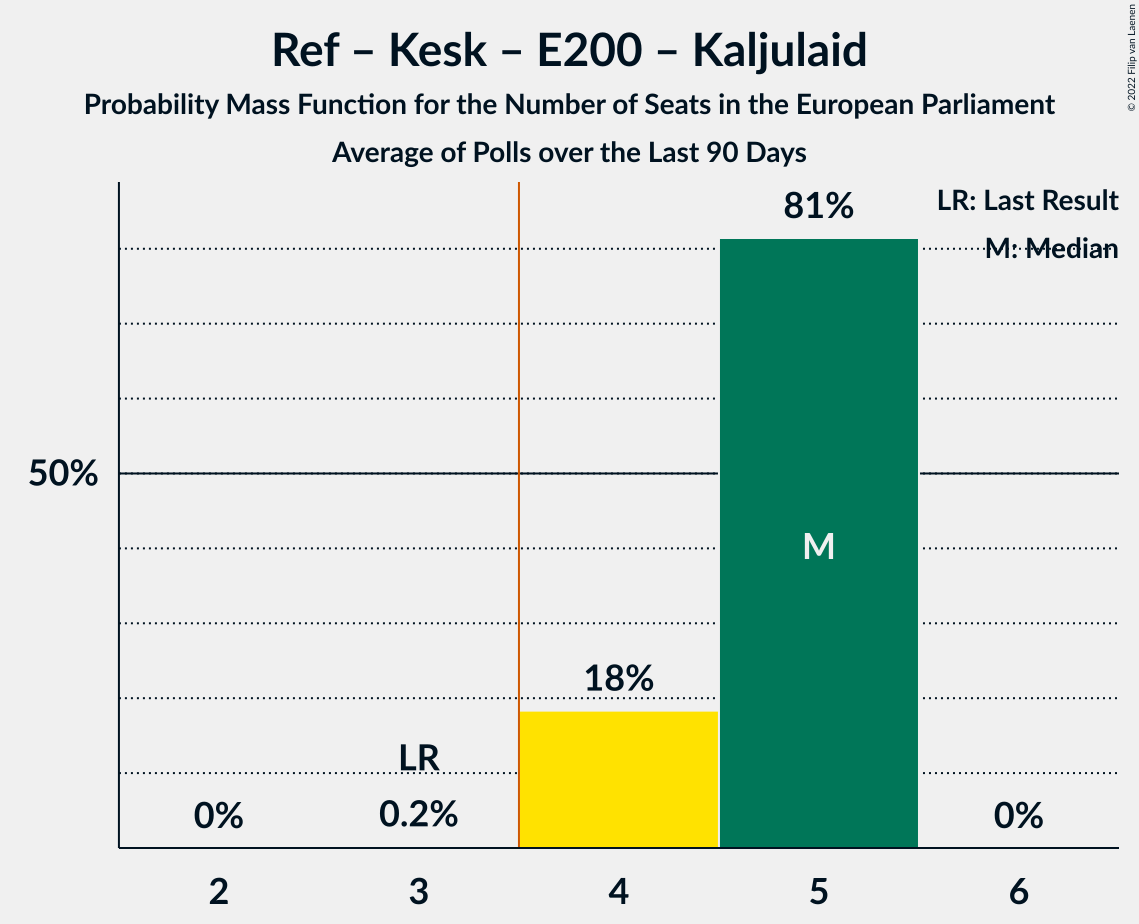 Ref – Kesk – E200 – Kaljulaid
Probability Mass Function for the Number of Seats in the European Parliament
Average of Polls over the Last 90 Days
© 2022 Filip van Laenen
LR: Last Result
M: Median
81%
50%
M
18%
LR
0%
0.2%
0%
2
3
4
5
6